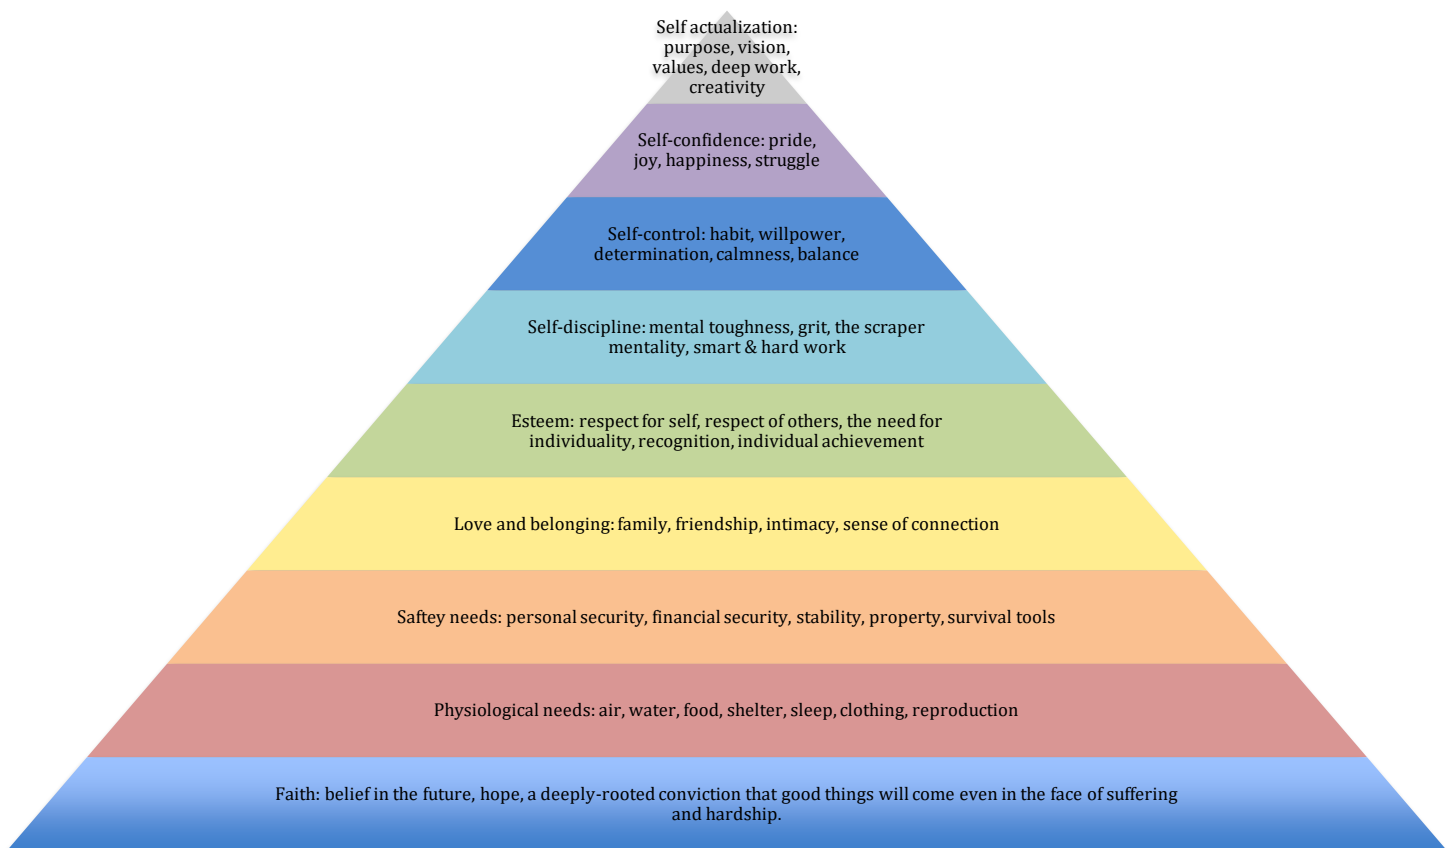 Self actualization:
purpose, vision,
values, deep work,
creativity
Self-confidence: pride,
joy, happiness, struggle
Self-control: habit, willpower,
determination, calmness, balance
Self-discipline: mental toughness, grit, the scraper
mentality, smart & hard work
Esteem: respect for self, respect of others, the need for
individuality, recognition, individual achievement
Love and belonging: family, friendship, intimacy, sense of connection
Saftey needs: personal security, financial security, stability, property, survival tools
Physiological needs: air, water, food, shelter, sleep, clothing, reproduction
Faith: belief in the future, hope, a deeply-rooted conviction that good things will come even in the face of suffering
and hardship.